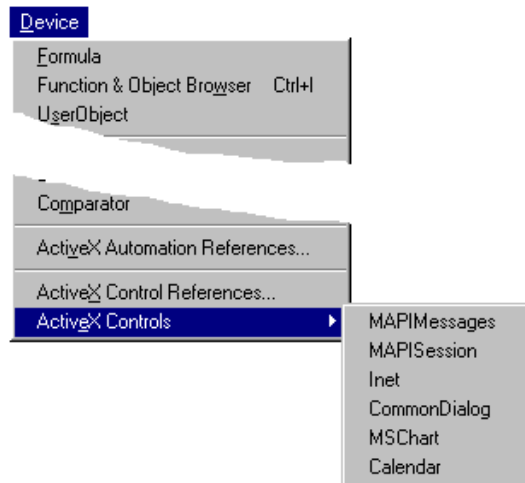 Device
Formula
Function & Object Browser Ctrl+I
UserObject
Comparator
ActiveX Automation References...
ActiveX Control References...
ActiveX Controls
MAPIMessages
MAPISession
Inet
CommonDialog
MSChart
Calendar